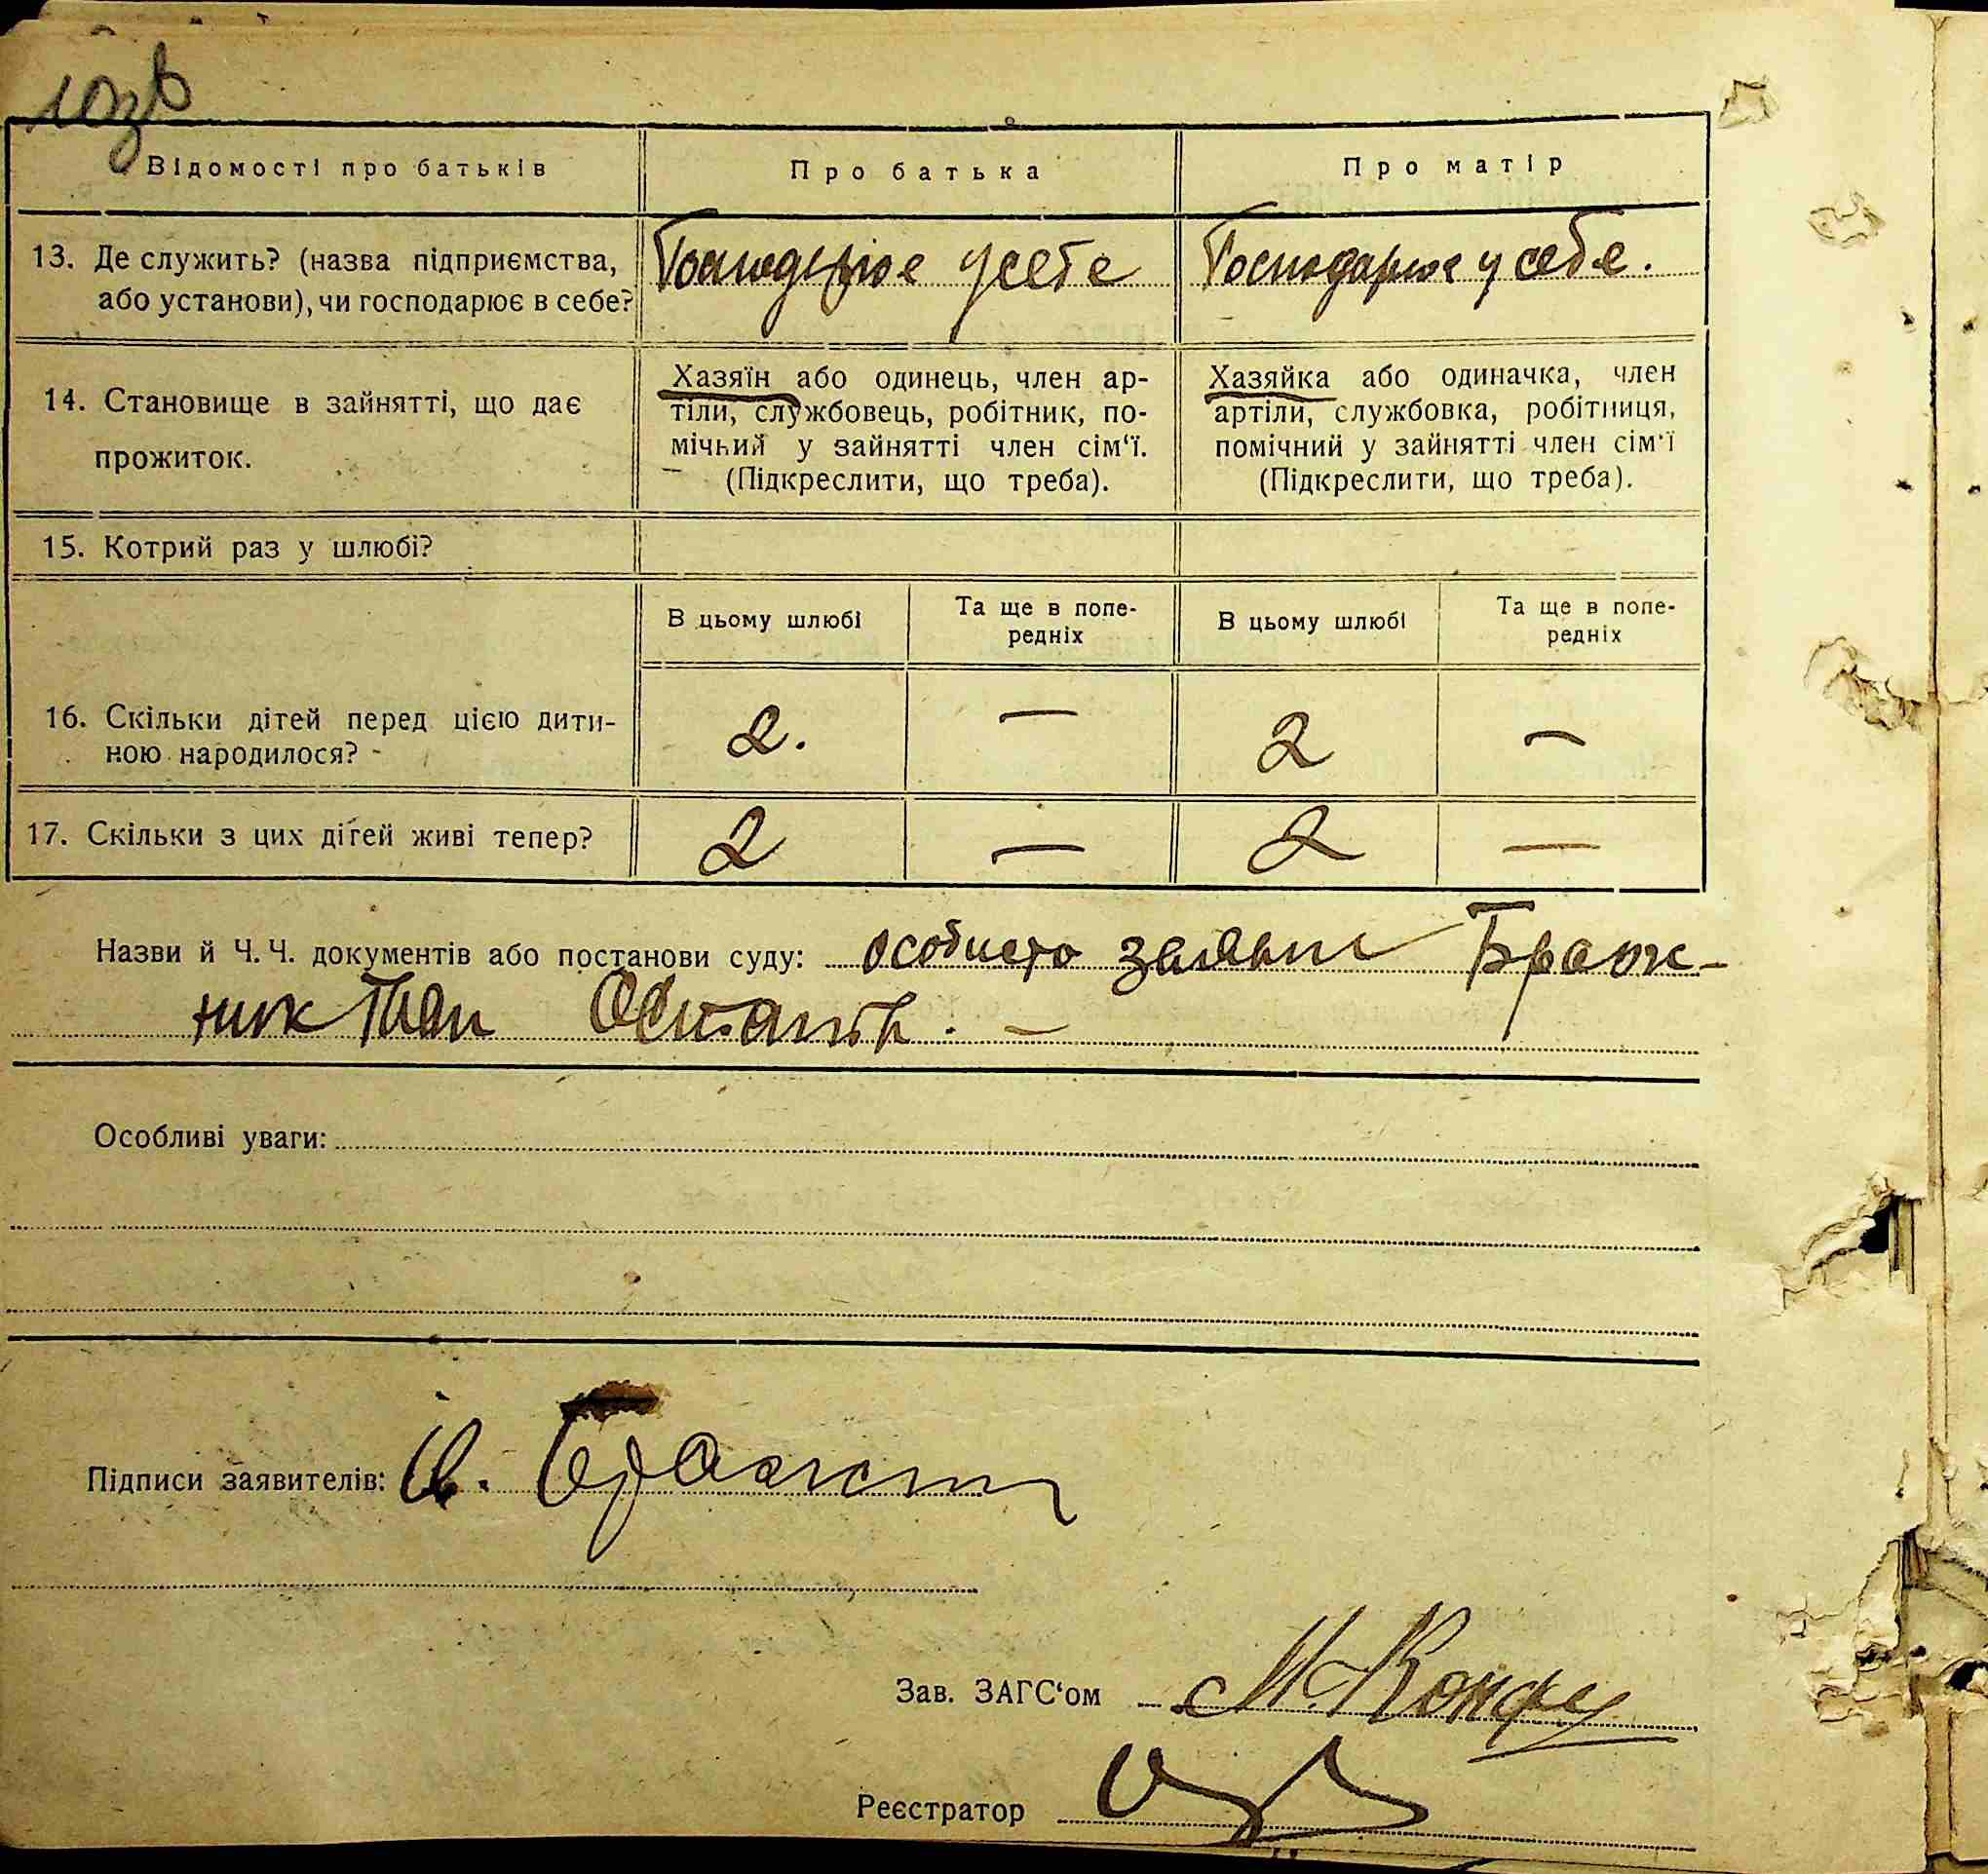 103б
Відомості про батьків
Про батька
Про матір
13. Де служить? (назва підприємства,
або установи), чи господарює в себе?
Господарює у себе
Господарює у себе.
14. Становище в зайнятті, що дає
прожиток.
Хазяїн або одинець, член ар-
тіли, службовець, робітник, по-
мічний у зайнятті член сім'ї.
(Підкреслити, що треба).
Хазяйка або одиначка, член
артіли, службовка, робітниця,
помічний у зайнятті член сім'ї
(Підкреслити, що треба).
15. Котрий раз у шлюбі?
В цьому шлюбі
Та ще в попе-
редніх
В цьому шлюбі
Та ще в попе-
редніх
16. Скільки дітей перед цією дити-
ною народилося?
2. — 2 —
17. Скільки з цих дітей живі тепер?
2 — 2 —
Назви й Ч. Ч. документів або постанови суду: особисто Браж-
ник
Особливі уваги:
Підписи заявителів:
Зав. ЗАГС'ом
Реєстратор